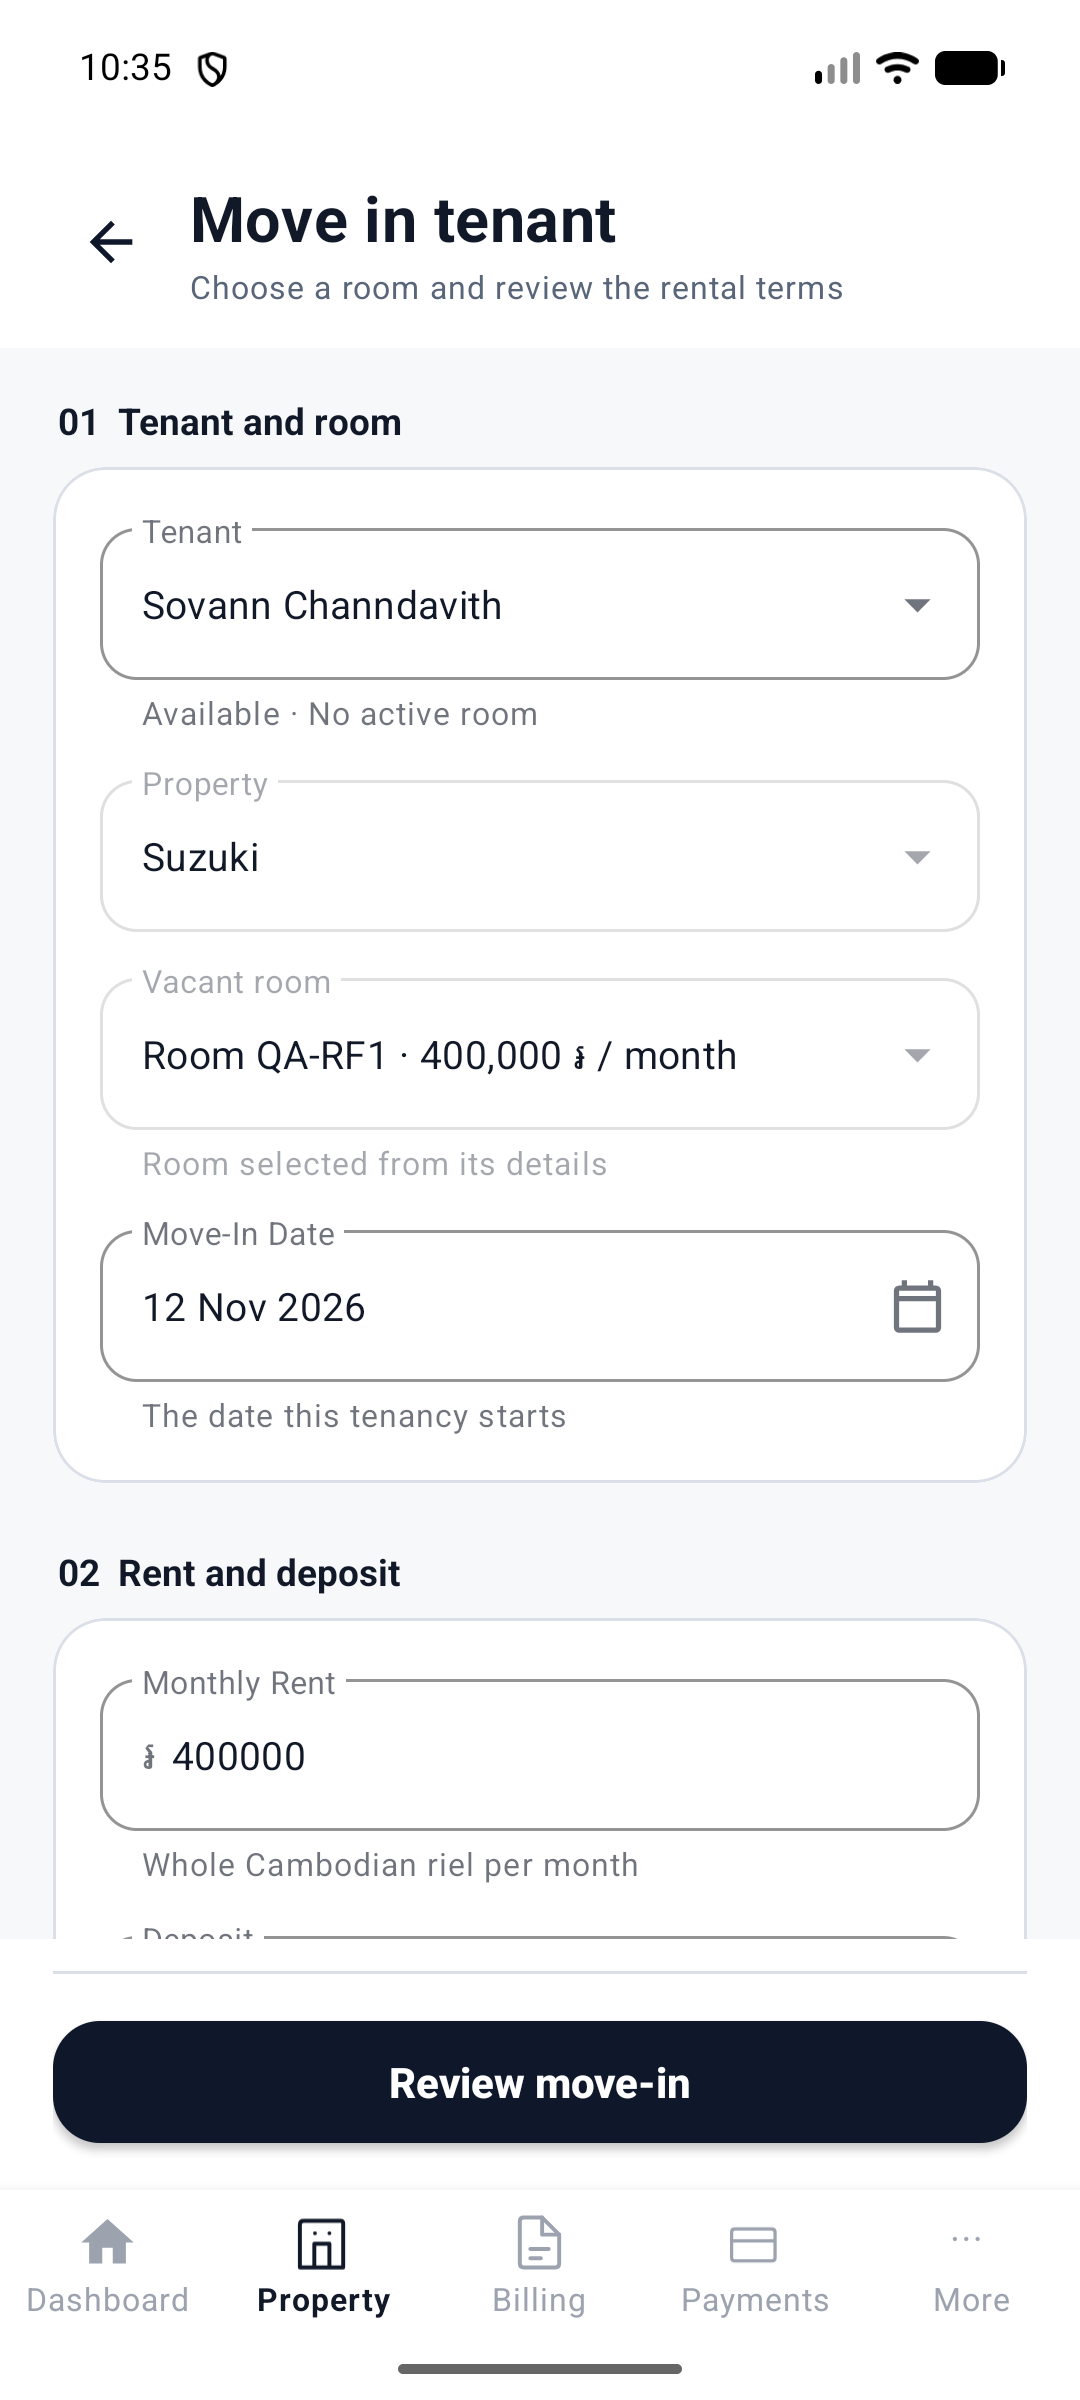 10:35
Move in tenant
Choose a room and review the rental terms
01 Tenant and room
Tenant
Sovann Channdavith
Available · No active room
Property
Suzuki
Vacant room
Room QA-RF1 · 400,000 ៛ / month
Room selected from its details
Move-In Date
12 Nov 2026
The date this tenancy starts
02 Rent and deposit
Monthly Rent
៛ 400000
Whole Cambodian riel per month
Deposit
Review move-in
Dashboard
Property
Billing
Payments
More